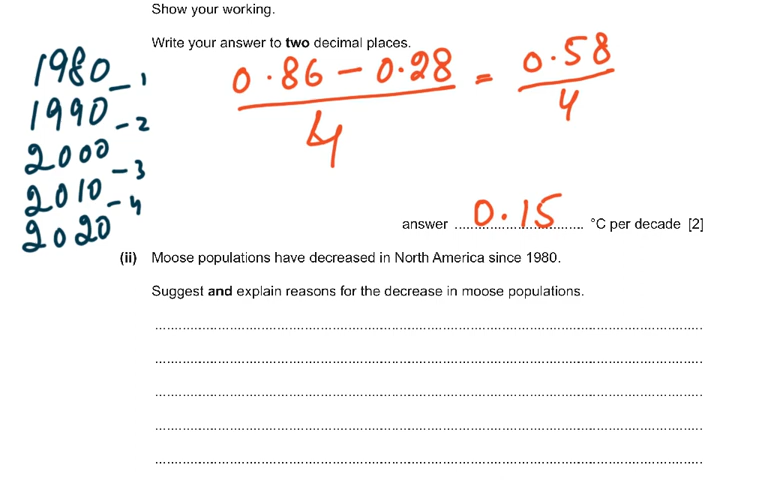 Show your working.
Write your answer to two decimal places.
1980 - 1
1990 - 2
2000 - 3
2010 - 4
2020
0.86 - 0.28 / 4 = 0.58 / 4
answer 0.15 °C per decade [2]
(ii) Moose populations have decreased in North America since 1980.
Suggest and explain reasons for the decrease in moose populations.